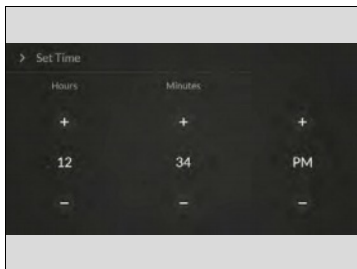 > Set Time
Hours Minutes
+ + +
12 34 PM
− − −